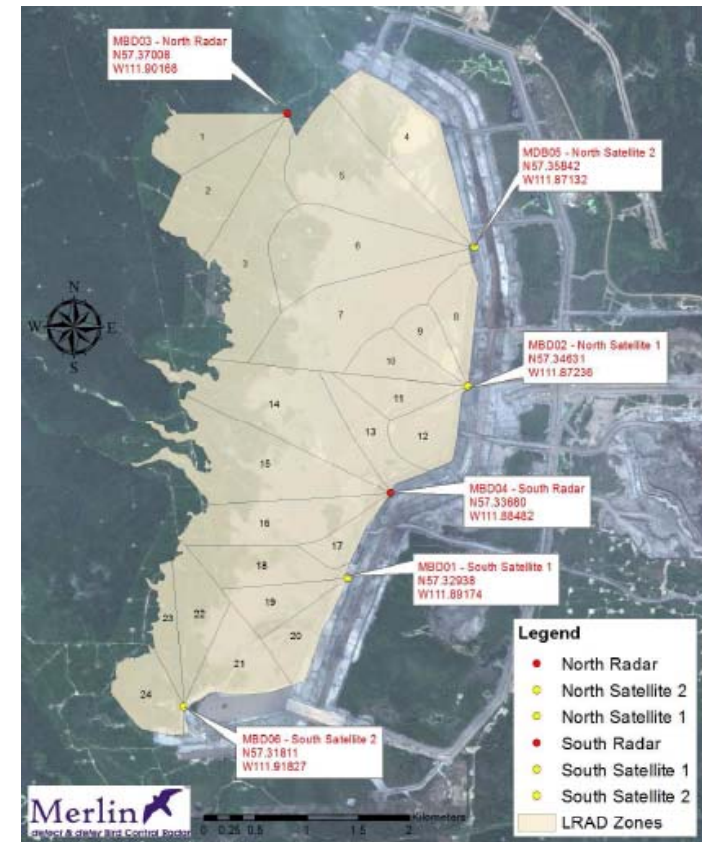 MBD03 - North Radar
N57.37008
W111.90166
1
2
3
4
5
MDB05 - North Satellite 2
N57.35842
W111.87132
6
N
W E
S
7
8
9
10
MBD02 - North Satellite 1
N57.34631
W111.87236
11
12
13
14
15
MBD04 - South Radar
N57.33660
W111.88482
16
17
18
MBD01 - South Satellite 1
N57.32938
W111.89174
19
20
21
22
23
24
MBD06 - South Satellite 2
N57.31811
W111.91827
Legend
North Radar
North Satellite 2
North Satellite 1
South Radar
South Satellite 1
South Satellite 2
LRAD Zones
Merlin
detect & deter Bird Control Radar
Kilometers
0 0.25 0.5 1 1.5 2